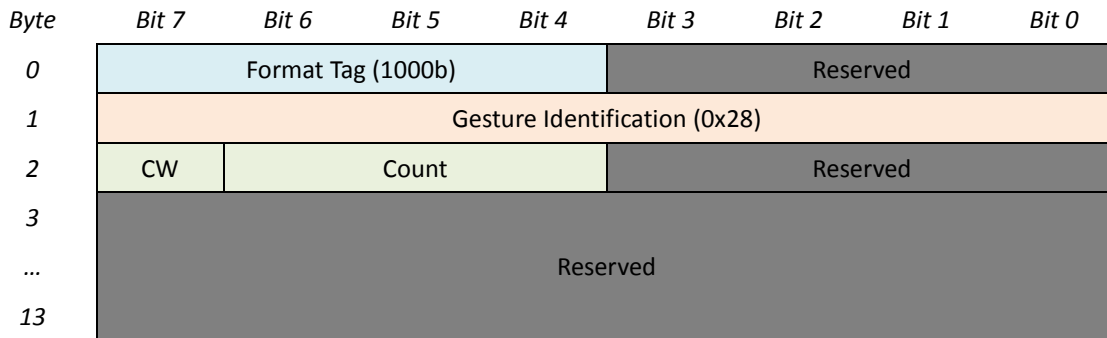 Byte Bit 7 Bit 6 Bit 5 Bit 4 Bit 3 Bit 2 Bit 1 Bit 0
0 Format Tag (1000b) Reserved
1 Gesture Identification (0x28)
2 CW Count Reserved
3
... Reserved
13